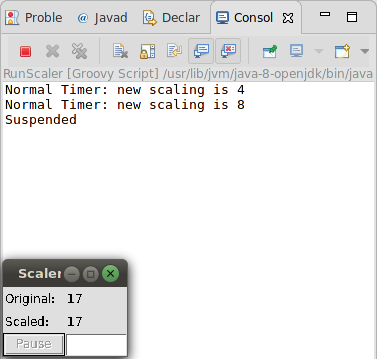 Proble
@ Javad
Declar
Consol
RunScaler [Groovy Script] /usr/lib/jvm/java-8-openjdk/bin/java
Normal Timer: new scaling is 4
Normal Timer: new scaling is 8
Suspended
Scaler
Original: 17
Scaled: 17
Pause